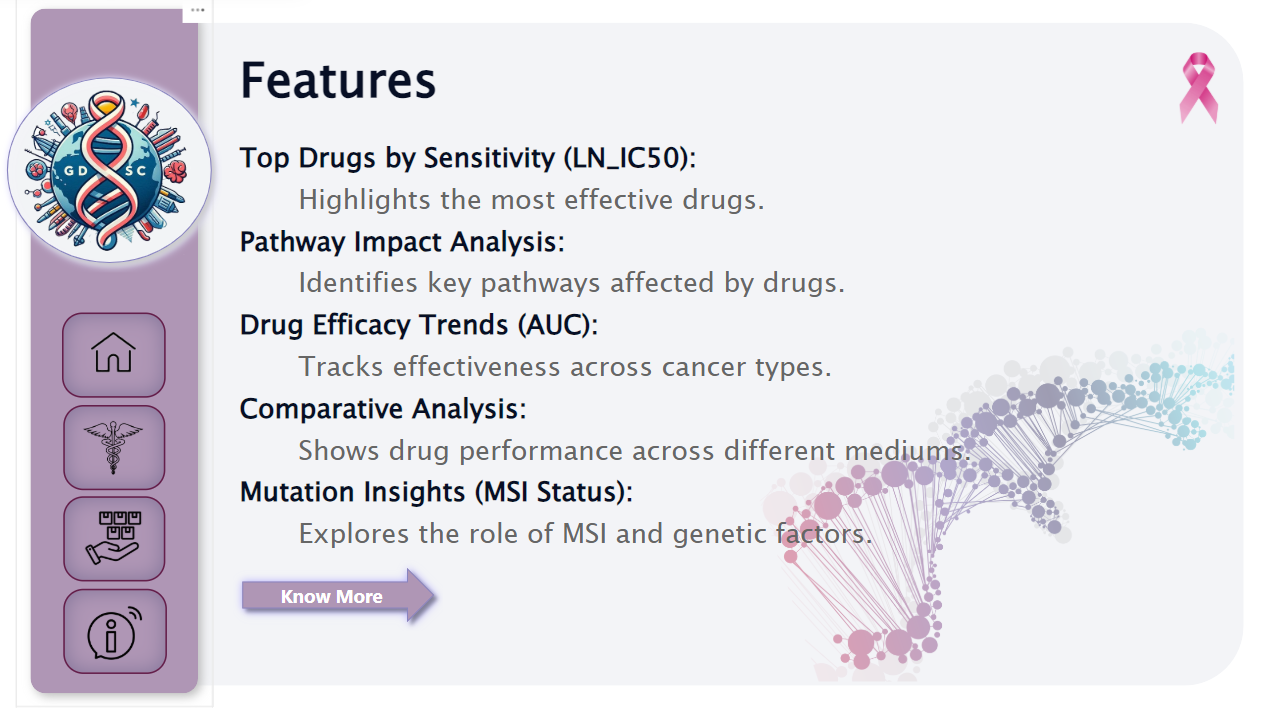 GDSC
Features
Top Drugs by Sensitivity (LN_IC50):
Highlights the most effective drugs.
Pathway Impact Analysis:
Identifies key pathways affected by drugs.
Drug Efficacy Trends (AUC):
Tracks effectiveness across cancer types.
Comparative Analysis:
Shows drug performance across different mediums.
Mutation Insights (MSI Status):
Explores the role of MSI and genetic factors.
Know More